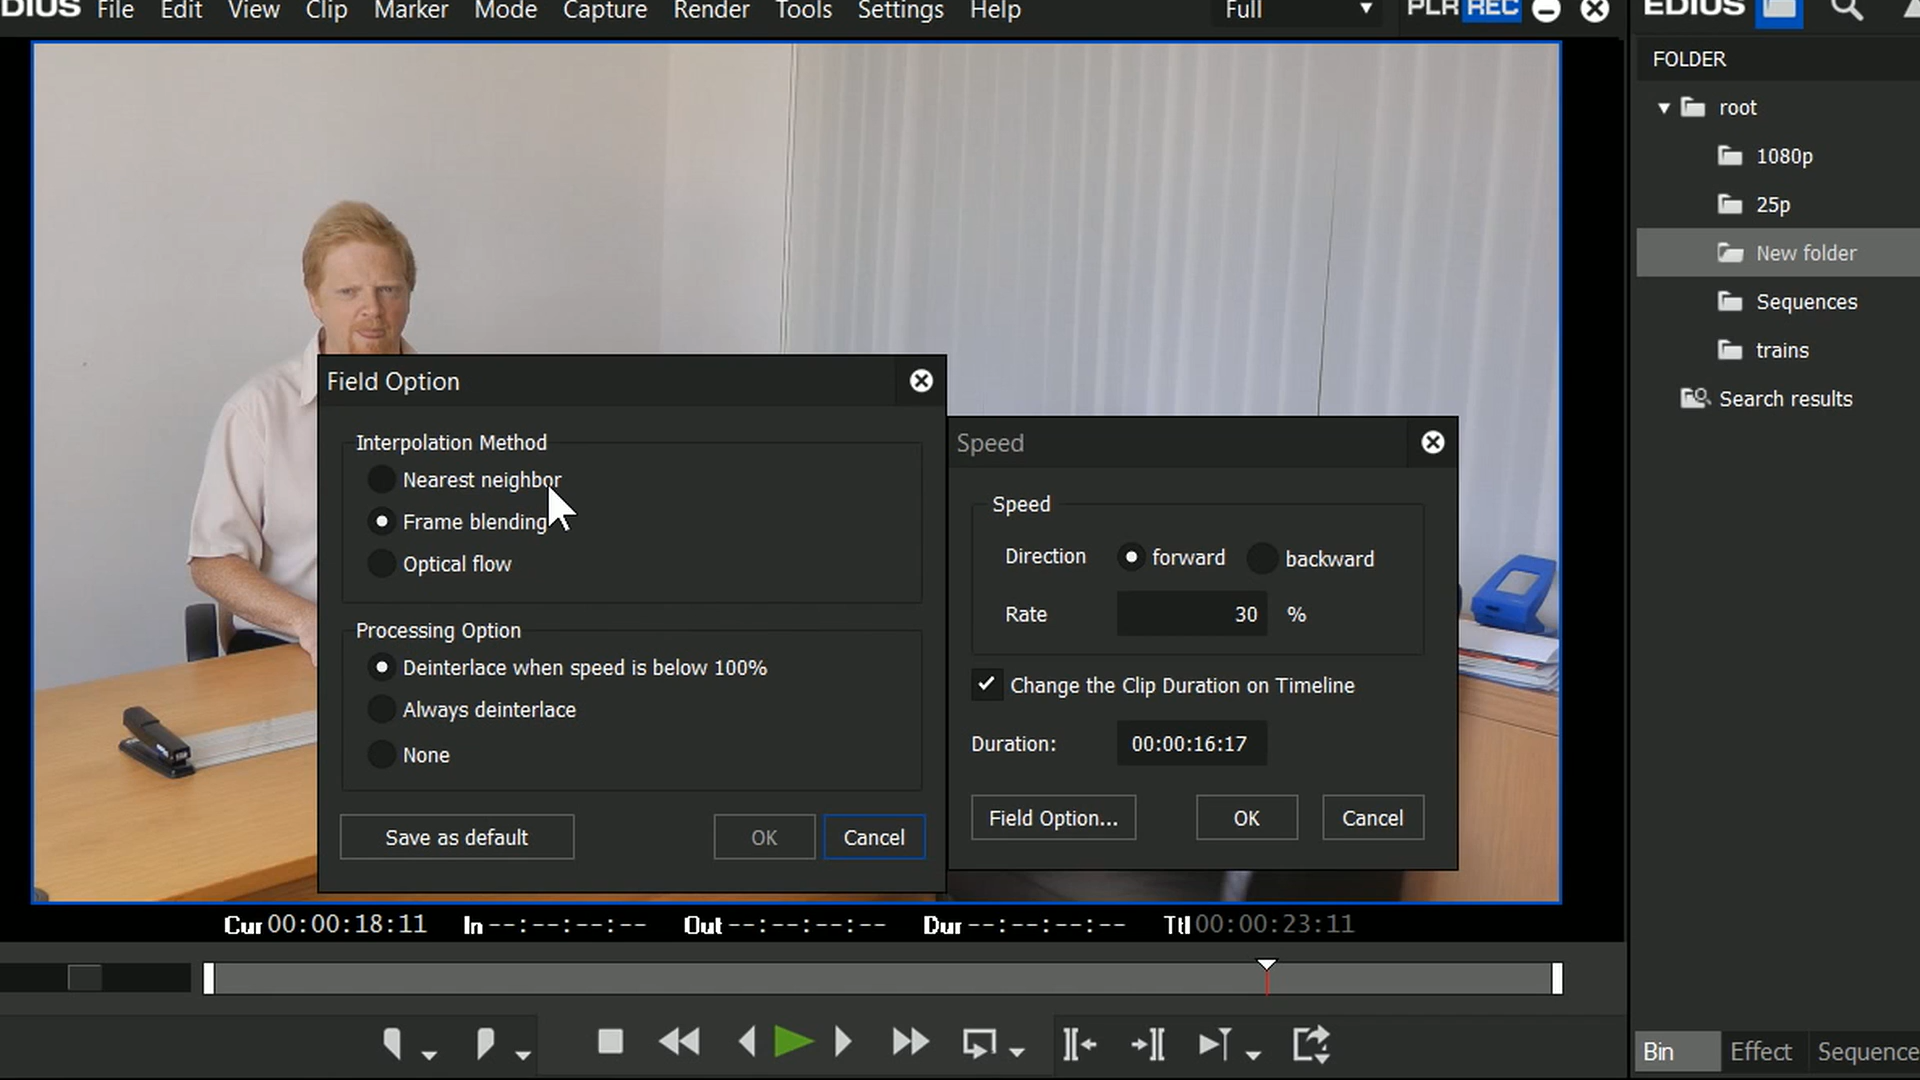 DIUS File Edit View Clip Marker Mode Capture Render Tools Settings Help Full PLR REC
EDIUS
FOLDER
root
1080p
25p
New folder
Sequences
trains
Search results
Field Option
Interpolation Method
Nearest neighbor
Frame blending
Optical flow
Processing Option
Deinterlace when speed is below 100%
Always deinterlace
None
Save as default OK Cancel
Speed
Speed
Direction forward backward
Rate 30 %
Change the Clip Duration on Timeline
Duration: 00:00:16:17
Field Option... OK Cancel
Cur 00:00:18:11 In --:--:--:-- Out --:--:--:-- Dur --:--:--:-- Ttl 00:00:23:11
Bin Effect Sequence